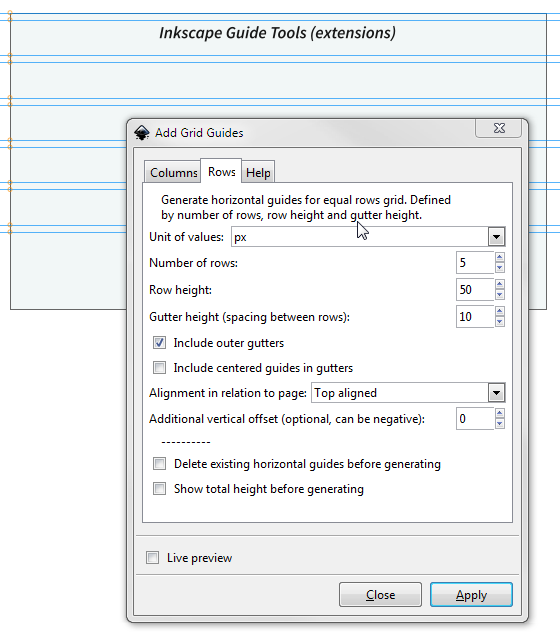 Inkscape Guide Tools (extensions)
Add Grid Guides
Columns Rows Help
Generate horizontal guides for equal rows grid. Defined
by number of rows, row height and gutter height.
Unit of values: px
Number of rows: 5
Row height: 50
Gutter height (spacing between rows): 10
Include outer gutters
Include centered guides in gutters
Alignment in relation to page: Top aligned
Additional vertical offset (optional, can be negative): 0
----------
Delete existing horizontal guides before generating
Show total height before generating
Live preview
Close Apply